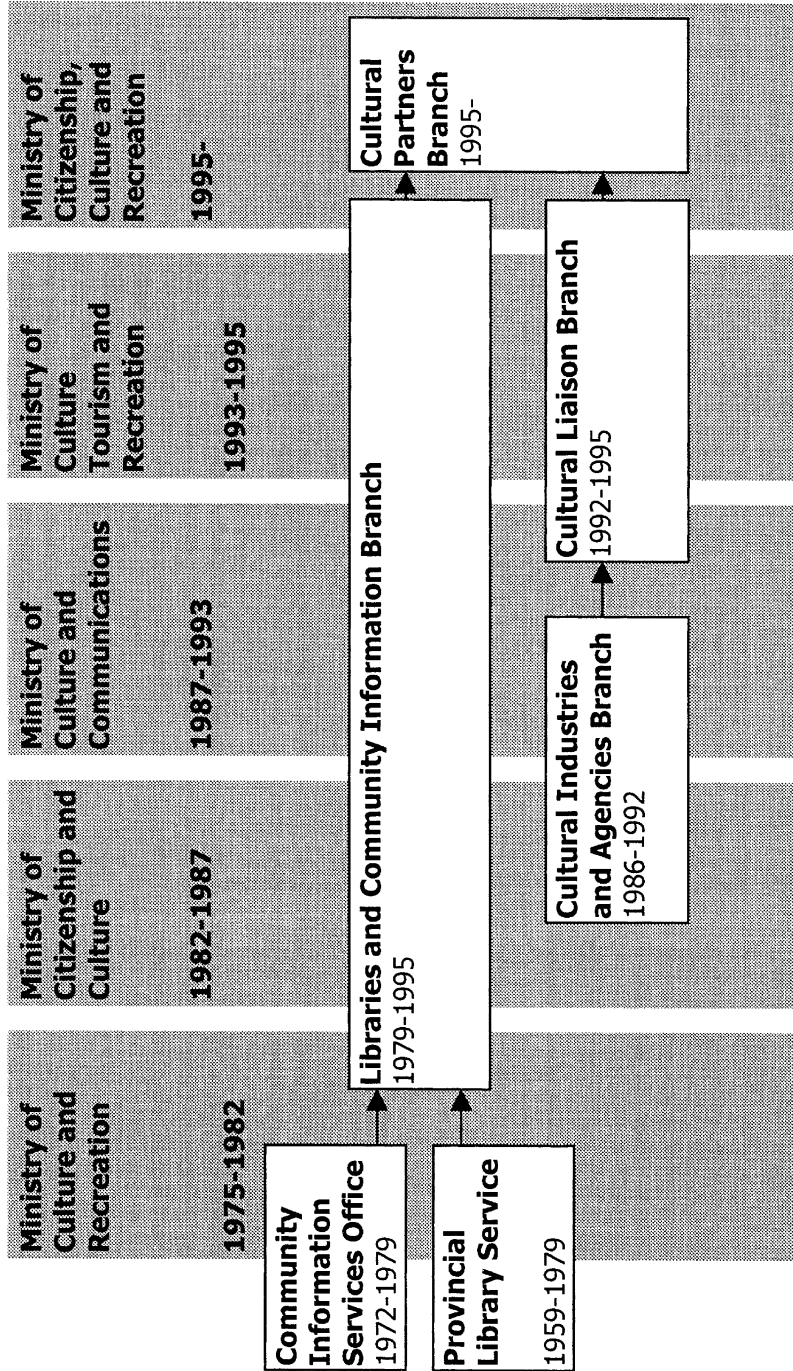 Ministry of
Culture and
Recreation
1975-1982
Ministry of
Citizenship and
Culture
1982-1987
Ministry of
Culture and
Communications
1987-1993
Ministry of
Culture
Tourism and
Recreation
1993-1995
Ministry of
Citizenship,
Culture and
Recreation
1995-
Community
Information
Services Office
1972-1979
Provincial
Library Service
1959-1979
Libraries and Community Information Branch
1979-1995
Cultural Industries
and Agencies Branch
1986-1992
Cultural Liaison Branch
1992-1995
Cultural
Partners
Branch
1995-